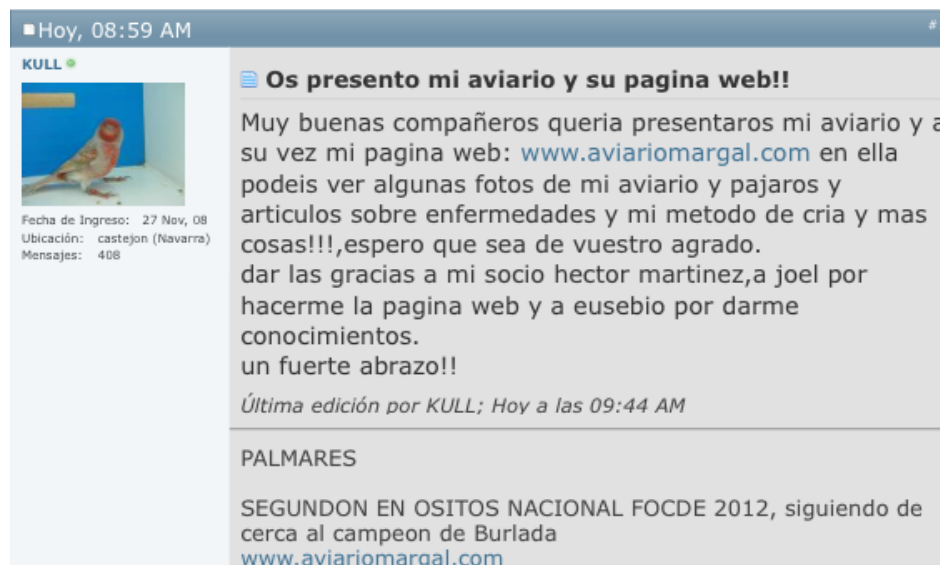 Hoy, 08:59 AM
#
KULL
Fecha de Ingreso: 27 Nov, 08
Ubicación: castejon (Navarra)
Mensajes: 408
Os presento mi aviario y su pagina web!!
Muy buenas compañeros queria presentaros mi aviario y a
su vez mi pagina web: www.aviariomargal.com en ella
podeis ver algunas fotos de mi aviario y pajaros y
articulos sobre enfermedades y mi metodo de cria y mas
cosas!!!,espero que sea de vuestro agrado.
dar las gracias a mi socio hector martinez,a joel por
hacerme la pagina web y a eusebio por darme
conocimientos.
un fuerte abrazo!!
Última edición por KULL; Hoy a las 09:44 AM
PALMARES
SEGUNDON EN OSITOS NACIONAL FOCDE 2012, siguiendo de
cerca al campeon de Burlada
www.aviariomargal.com